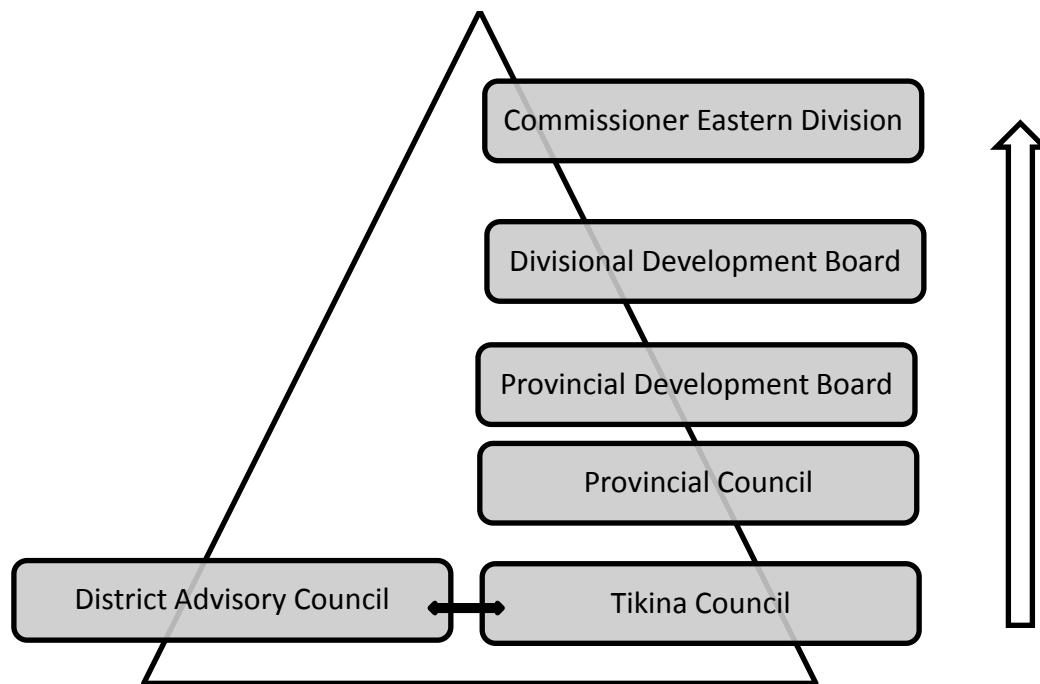 Commissioner Eastern Division
Divisional Development Board
Provincial Development Board
Provincial Council
District Advisory Council
Tikina Council